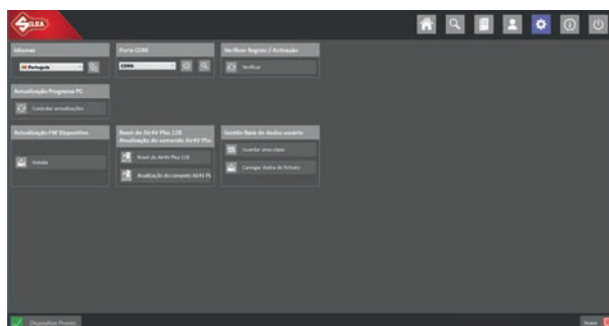 SILCA
Idiomas
Porta COM
Verificar Registo / Activação
Português
COM4
Verificar
Actualização Programa PC
Controlar actualizações
Actualização FW Dispositivo
Reset do Air4V Plus 128
Atualização do comando Air4V Plus
Gestão Base de dados usuário
Reset do Air4V Plus 128
Guardar uma cópia
Atualização do comando Air4V Pl
Carregar dados de ficheiro
Dispositivo Pronto